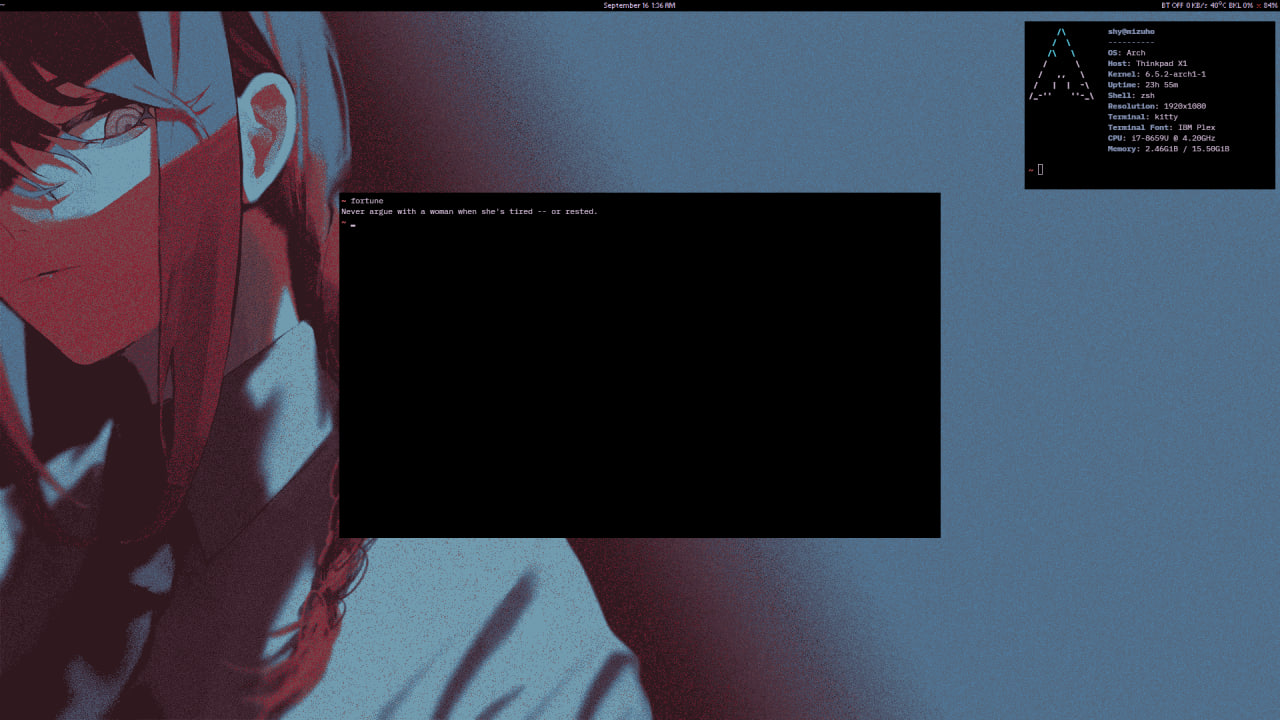 ~ September 16 1:36 AM BT OFF 0 KB/s 40°C BKL 0% 84%
shy@mizuho
----------
OS: Arch
Host: Thinkpad X1
Kernel: 6.5.2-arch1-1
Uptime: 23h 55m
Shell: zsh
Resolution: 1920x1080
Terminal: kitty
Terminal Font: IBM Plex
CPU: i7-8659U @ 4.20GHz
Memory: 2.46GiB / 15.50GiB
~
~ fortune
Never argue with a woman when she's tired -- or rested.
~